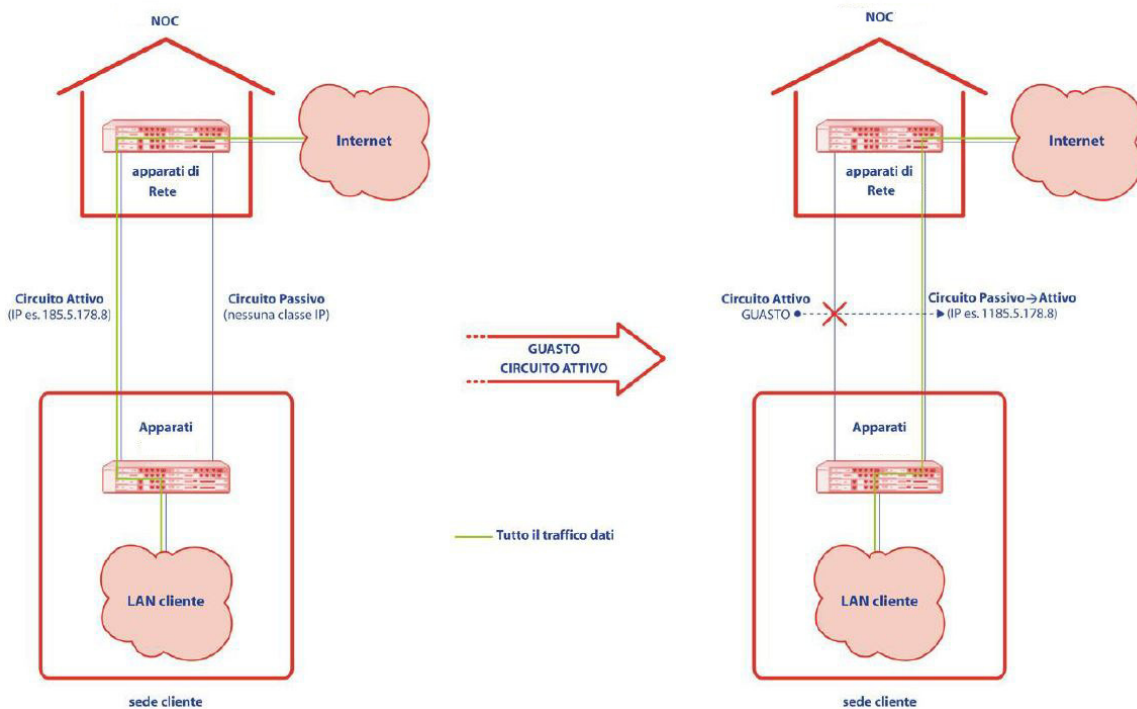 NOC
Internet
apparati di
Rete
Circuito Attivo
(IP es. 185.5.178.8)
Circuito Passivo
(nessuna classe IP)
Apparati
LAN cliente
sede cliente
GUASTO
CIRCUITO ATTIVO
Tutto il traffico dati
NOC
Internet
apparati di
Rete
Circuito Attivo
GUASTO
Circuito Passivo→Attivo
(IP es. 1185.5.178.8)
Apparati
LAN cliente
sede cliente